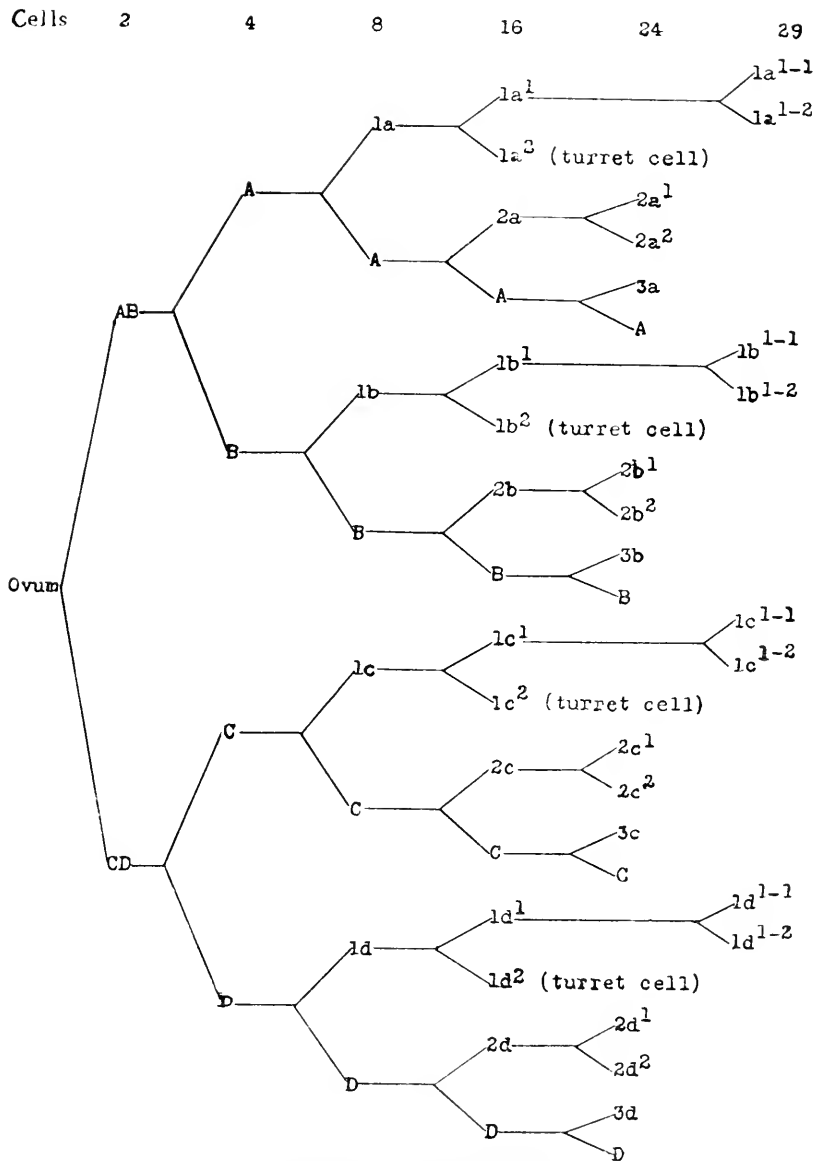 Cells 2 4 8 16 24 29
1a1-1
1a1
1a1-2
1a
1a2 (turret cell)
A
2a1
2a
2a2
A
3a
A
AB
A
1b1-1
1b1
1b1-2
1b
1b2 (turret cell)
B
2b1
2b
2b2
B
3b
B
B
Ovum
1c1-1
1c1
1c1-2
1c
1c2 (turret cell)
C
2c1
2c
2c2
C
3c
C
C
CD
1d1-1
1d1
1d1-2
1d
1d2 (turret cell)
D
2d1
2d
2d2
D
3d
D
D